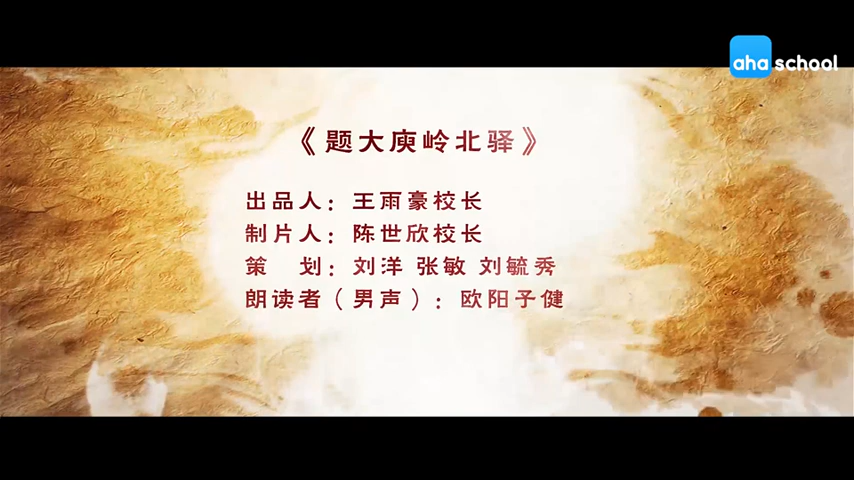 aha school
《题大庾岭北驿》
出品人：王雨豪校长
制片人：陈世欣校长
策　划：刘洋 张敏 刘毓秀
朗读者（男声）：欧阳子健